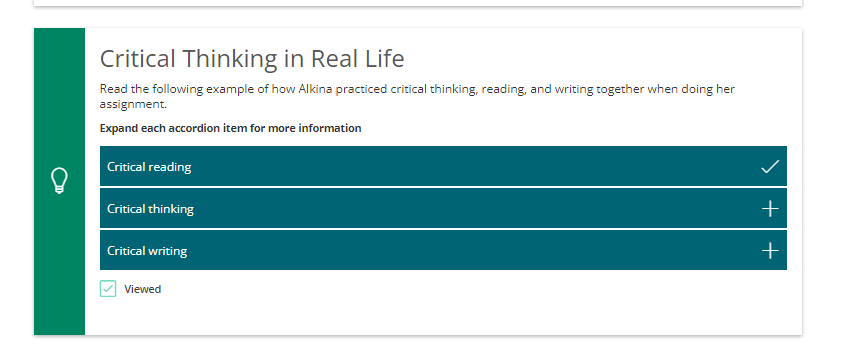 Critical Thinking in Real Life
Read the following example of how Alkina practiced critical thinking, reading, and writing together when doing her
assignment.
Expand each accordion item for more information
Critical reading
Critical thinking
Critical writing
Viewed